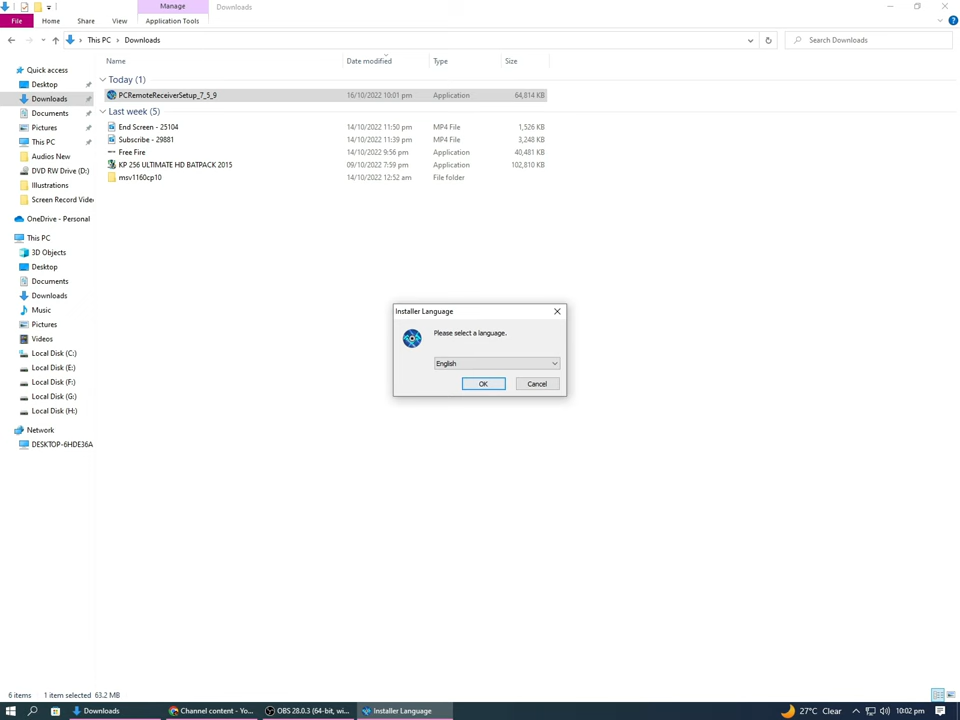 Manage
Downloads
File
Home
Share
View
Application Tools
This PC
Downloads
Search Downloads
Name
Date modified
Type
Size
Quick access
Desktop
Downloads
Documents
Pictures
This PC
Audios New
DVD RW Drive (D:)
Illustrations
Screen Record Vide
OneDrive - Personal
This PC
3D Objects
Desktop
Documents
Downloads
Music
Pictures
Videos
Local Disk (C:)
Local Disk (E:)
Local Disk (F:)
Local Disk (G:)
Local Disk (H:)
Network
DESKTOP-6HDE36A
Today (1)
PCRemoteReceiverSetup_7_5_9 16/10/2022 10:01 pm Application 64,814 KB
Last week (5)
End Screen - 25104 14/10/2022 11:50 pm MP4 File 1,526 KB
Subscribe - 29881 14/10/2022 11:39 pm MP4 File 3,248 KB
Free Fire 14/10/2022 9:56 pm Application 40,481 KB
KP 256 ULTIMATE HD BATPACK 2015 09/10/2022 7:59 pm Application 102,810 KB
msv1160cp10 14/10/2022 12:52 am File folder
Installer Language
Please select a language.
English
OK
Cancel
6 items 1 item selected 63.2 MB
Downloads
Channel content - Yo...
OBS 28.0.3 (64-bit, wi...
Installer Language
27°C Clear
10:02 pm